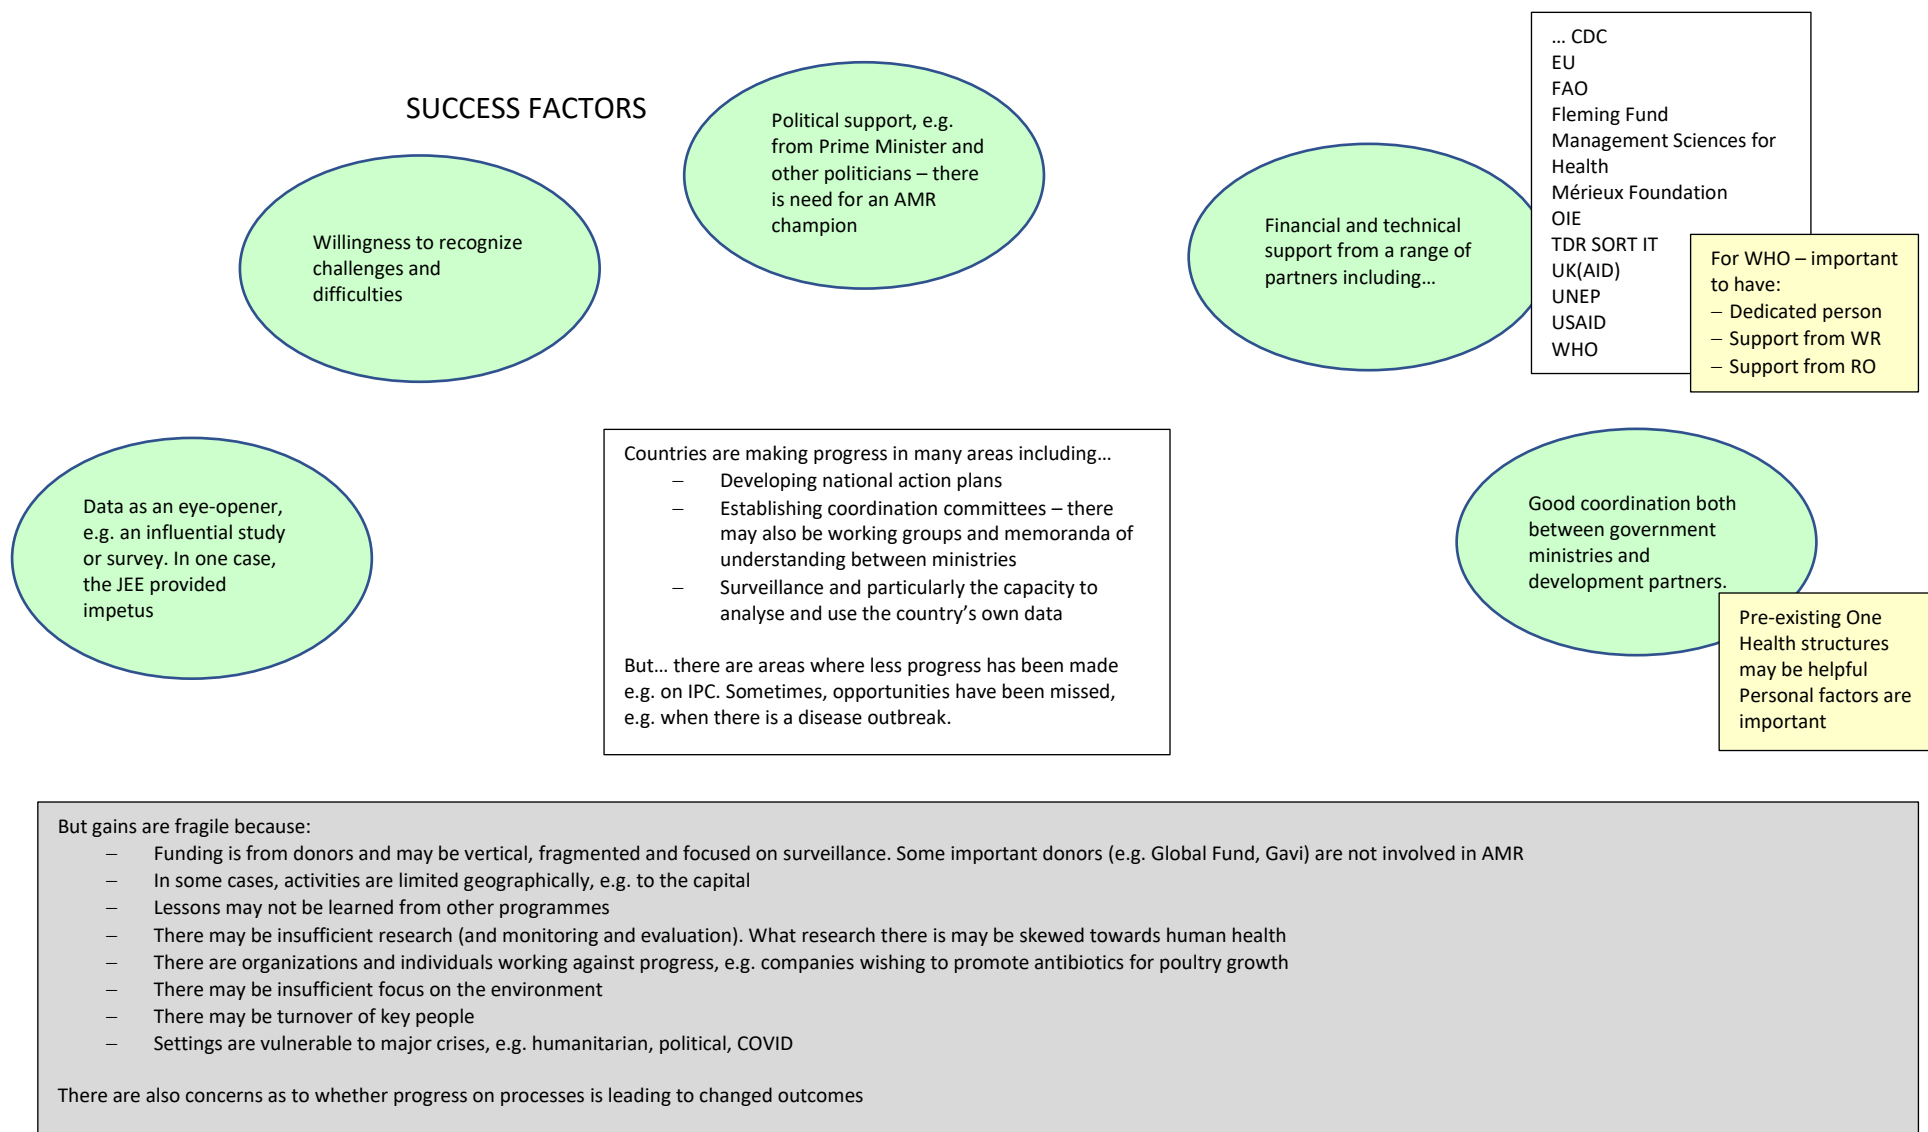 SUCCESS FACTORS
Willingness to recognize
challenges and
difficulties
Political support, e.g.
from Prime Minister and
other politicians – there
is need for an AMR
champion
Financial and technical
support from a range of
partners including…
… CDC
EU
FAO
Fleming Fund
Management Sciences for
Health
Mérieux Foundation
OIE
TDR SORT IT
UK(AID)
UNEP
USAID
WHO
For WHO – important
to have:
– Dedicated person
– Support from WR
– Support from RO
Data as an eye-opener,
e.g. an influential study
or survey. In one case,
the JEE provided
impetus
Countries are making progress in many areas including…
– Developing national action plans
– Establishing coordination committees – there
may also be working groups and memoranda of
understanding between ministries
– Surveillance and particularly the capacity to
analyse and use the country’s own data
But… there are areas where less progress has been made
e.g. on IPC. Sometimes, opportunities have been missed,
e.g. when there is a disease outbreak.
Good coordination both
between government
ministries and
development partners.
Pre-existing One
Health structures
may be helpful
Personal factors are
important
But gains are fragile because:
– Funding is from donors and may be vertical, fragmented and focused on surveillance. Some important donors (e.g. Global Fund, Gavi) are not involved in AMR
– In some cases, activities are limited geographically, e.g. to the capital
– Lessons may not be learned from other programmes
– There may be insufficient research (and monitoring and evaluation). What research there is may be skewed towards human health
– There are organizations and individuals working against progress, e.g. companies wishing to promote antibiotics for poultry growth
– There may be insufficient focus on the environment
– There may be turnover of key people
– Settings are vulnerable to major crises, e.g. humanitarian, political, COVID
There are also concerns as to whether progress on processes is leading to changed outcomes